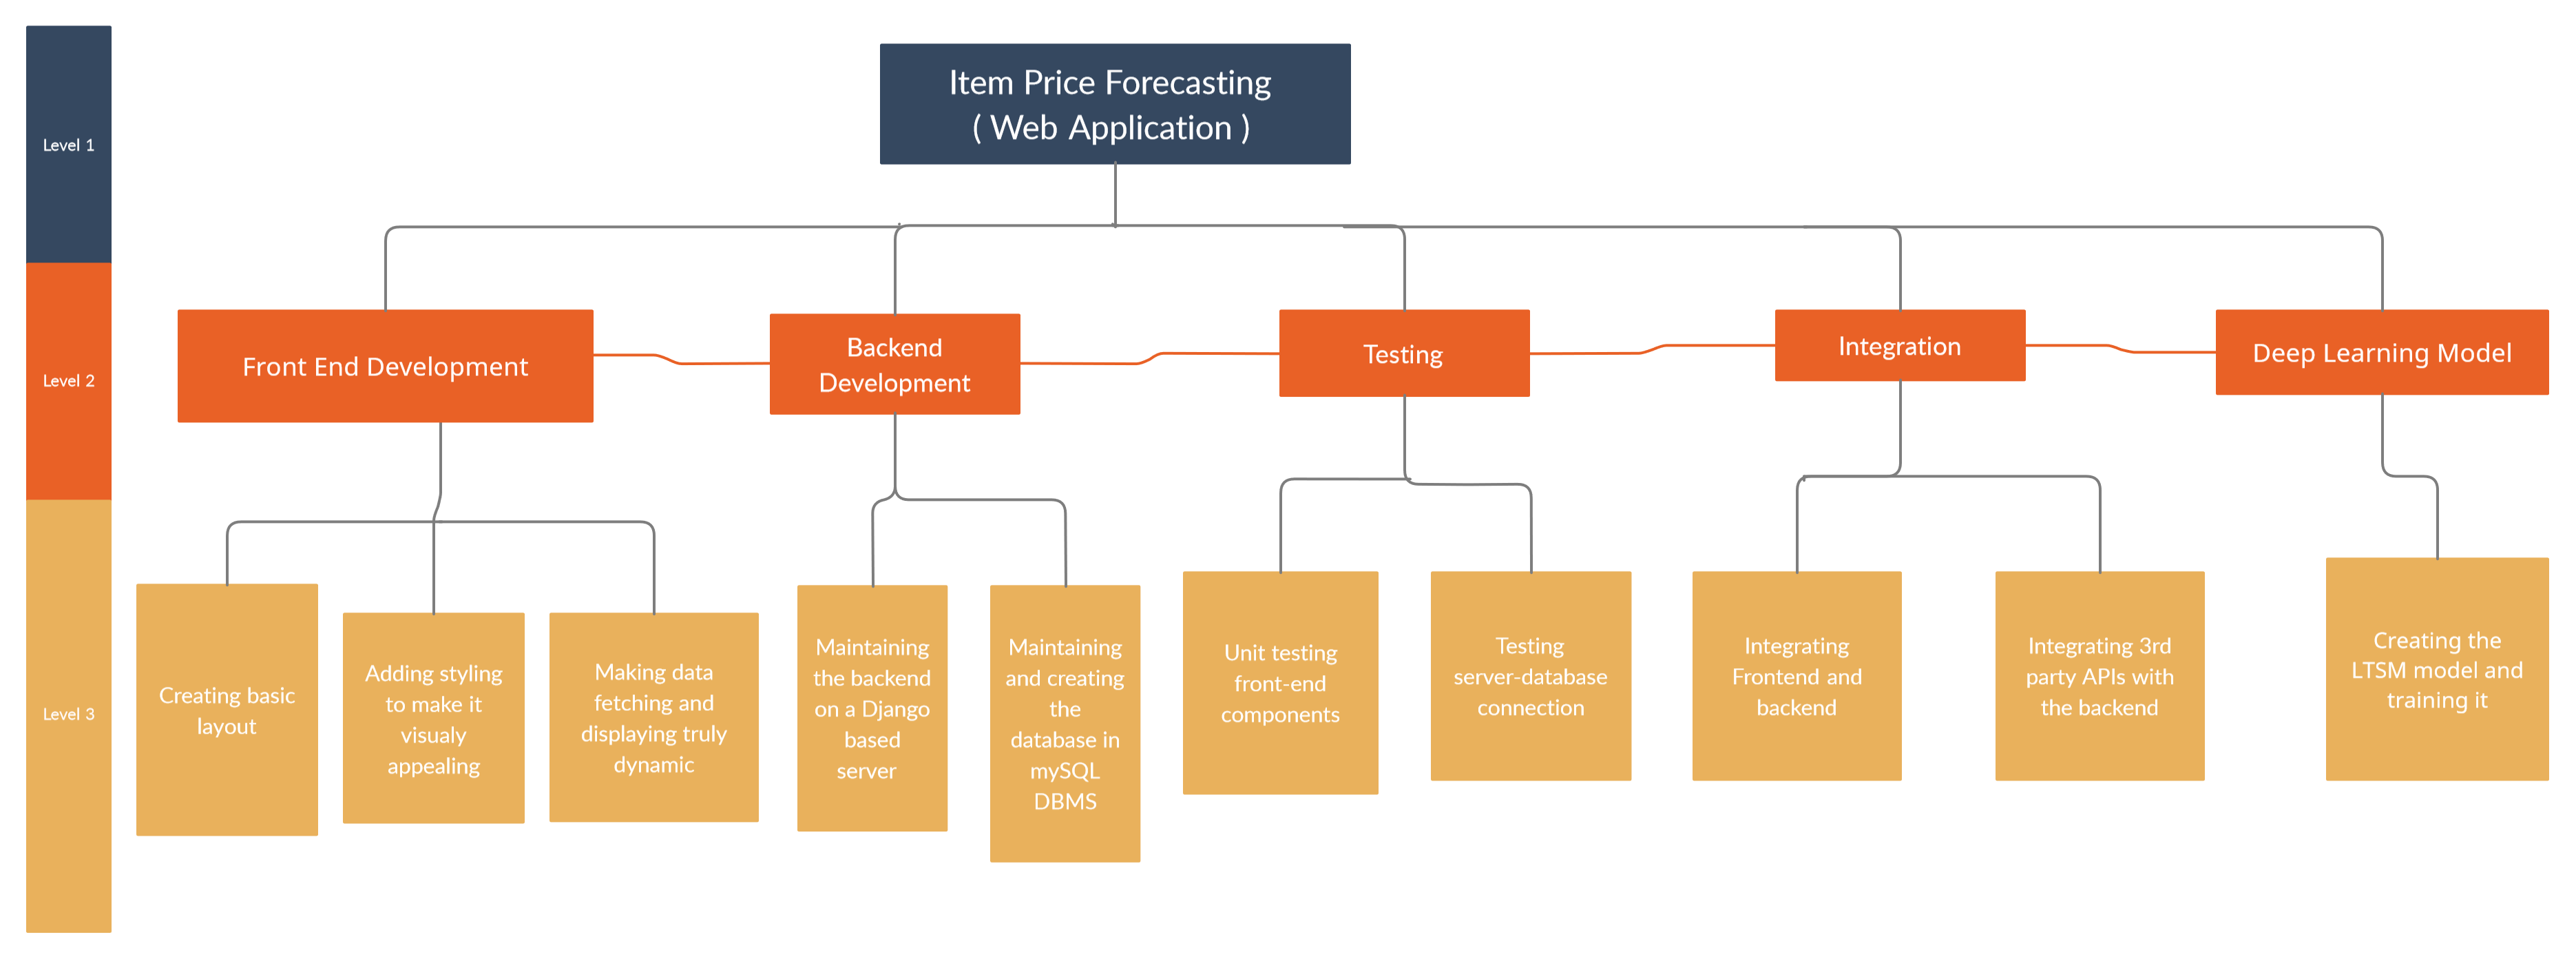 Level 1
Item Price Forecasting
( Web Application )
Level 2
Front End Development
Backend
Development
Testing
Integration
Deep Learning Model
Level 3
Creating basic
layout
Adding styling
to make it
visualy
appealing
Making data
fetching and
displaying truly
dynamic
Maintaining
the backend
on a Django
based
server
Maintaining
and creating
the
database in
mySQL
DBMS
Unit testing
front-end
components
Testing
server-database
connection
Integrating
Frontend and
backend
Integrating 3rd
party APIs with
the backend
Creating the
LTSM model and
training it